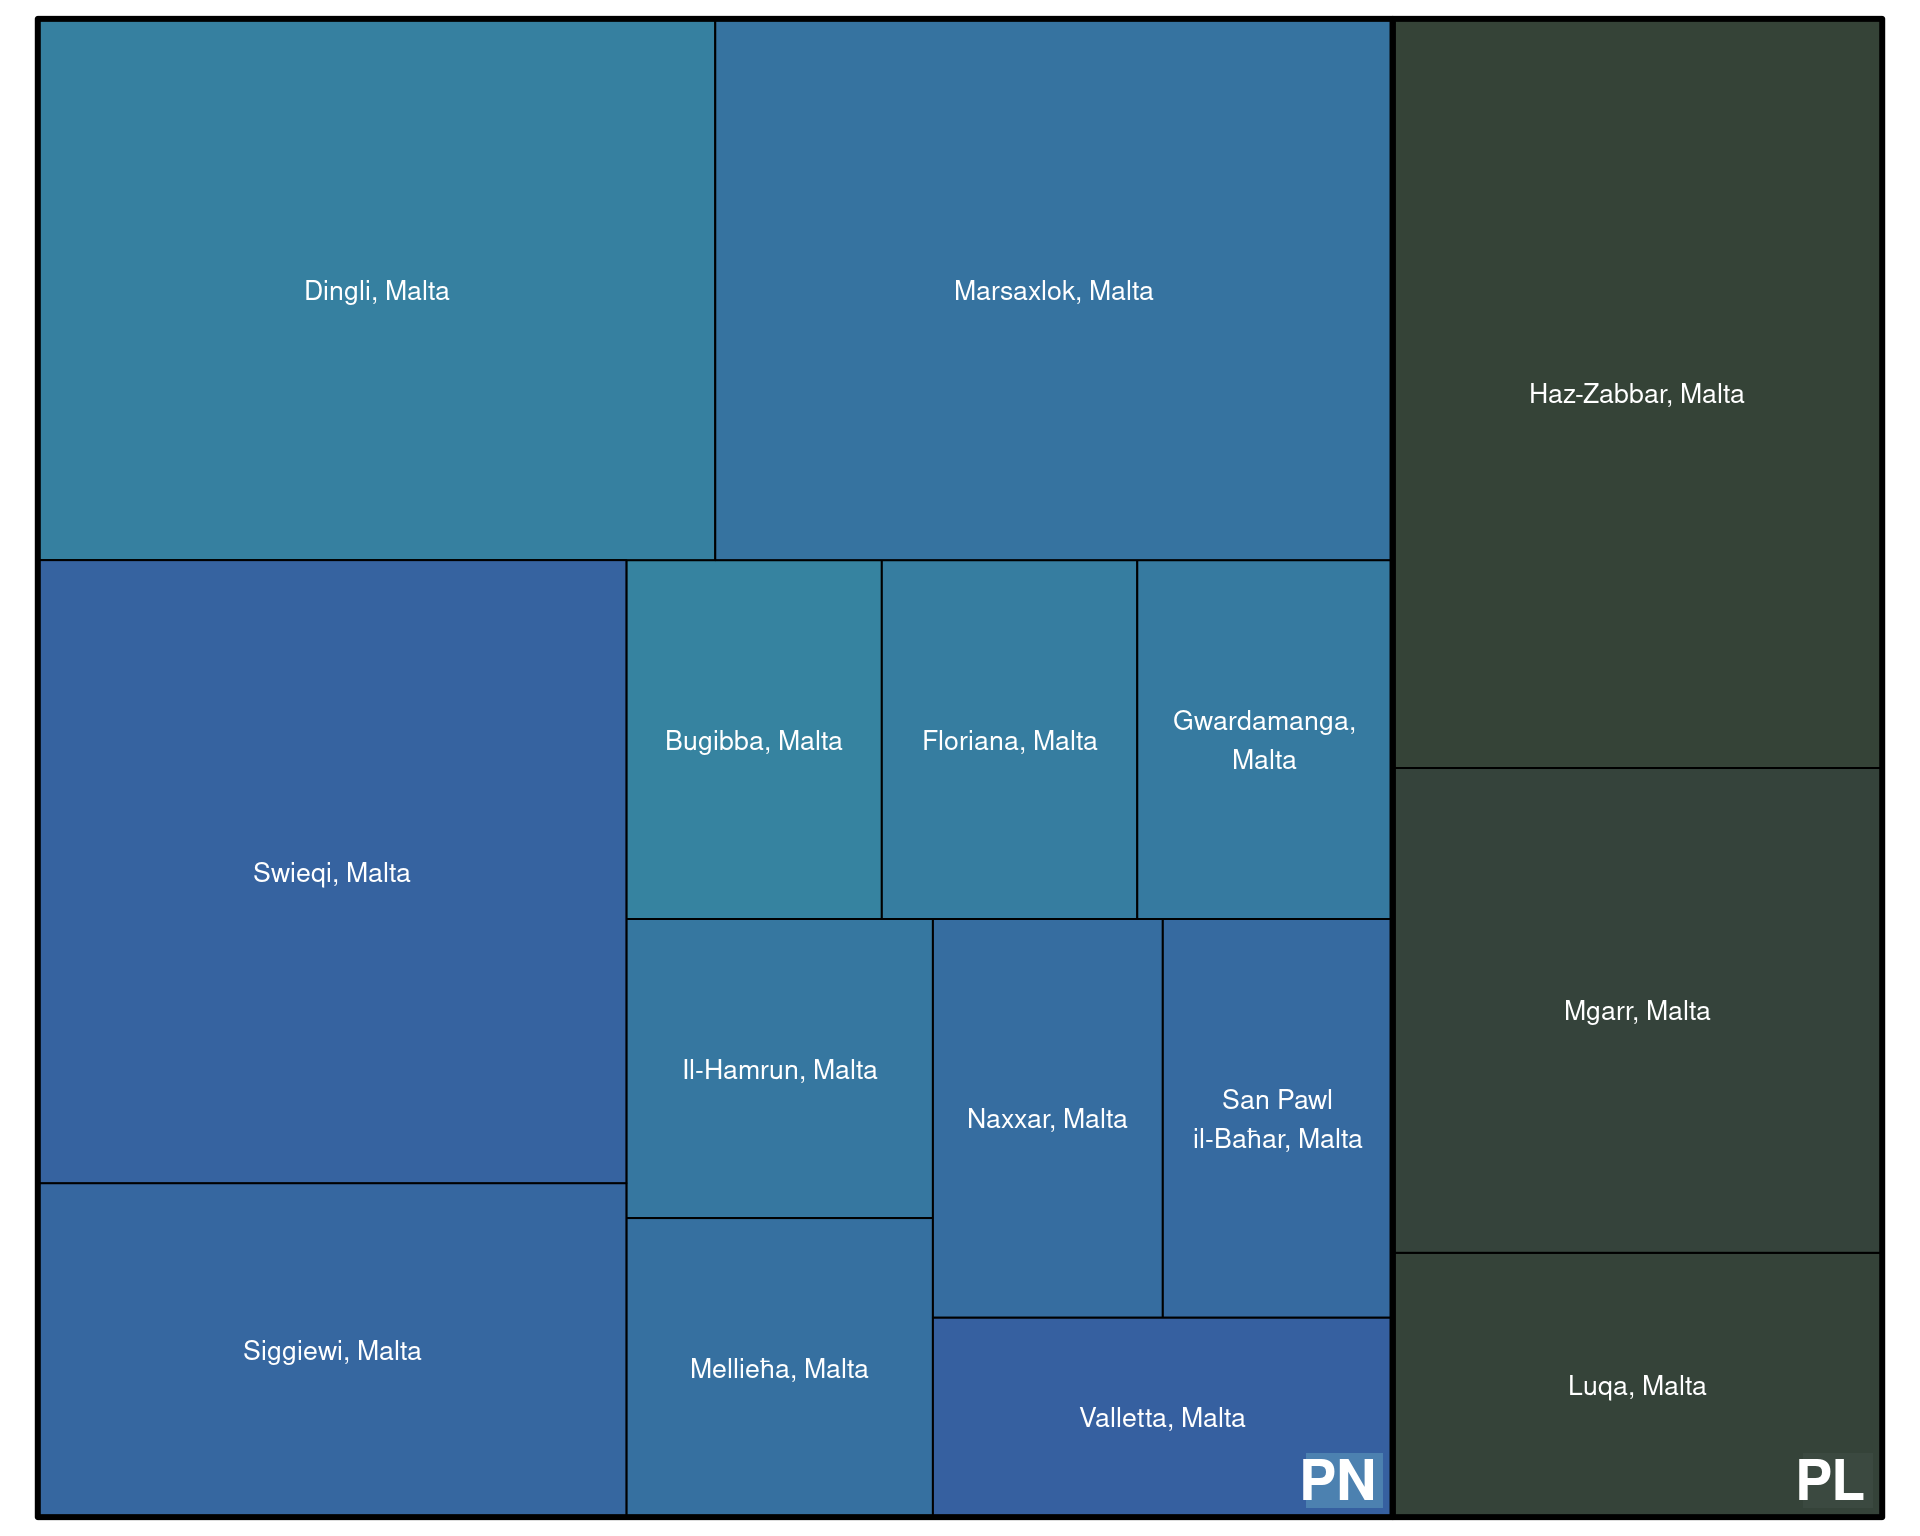 Dingli, Malta
Marsaxlok, Malta
Haz-Zabbar, Malta
Swieqi, Malta
Bugibba, Malta
Floriana, Malta
Gwardamanga,
Malta
Mgarr, Malta
Il-Hamrun, Malta
Naxxar, Malta
San Pawl
il-Baħar, Malta
Siggiewi, Malta
Mellieħa, Malta
Valletta, Malta
Luqa, Malta
PN
PL